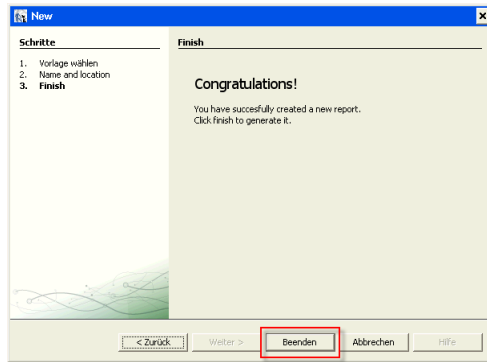 New
Schritte
1. Vorlage wählen
2. Name and location
3. Finish
Finish
Congratulations!
You have succesfully created a new report.
Click finish to generate it.
< Zurück
Weiter >
Beenden
Abbrechen
Hilfe